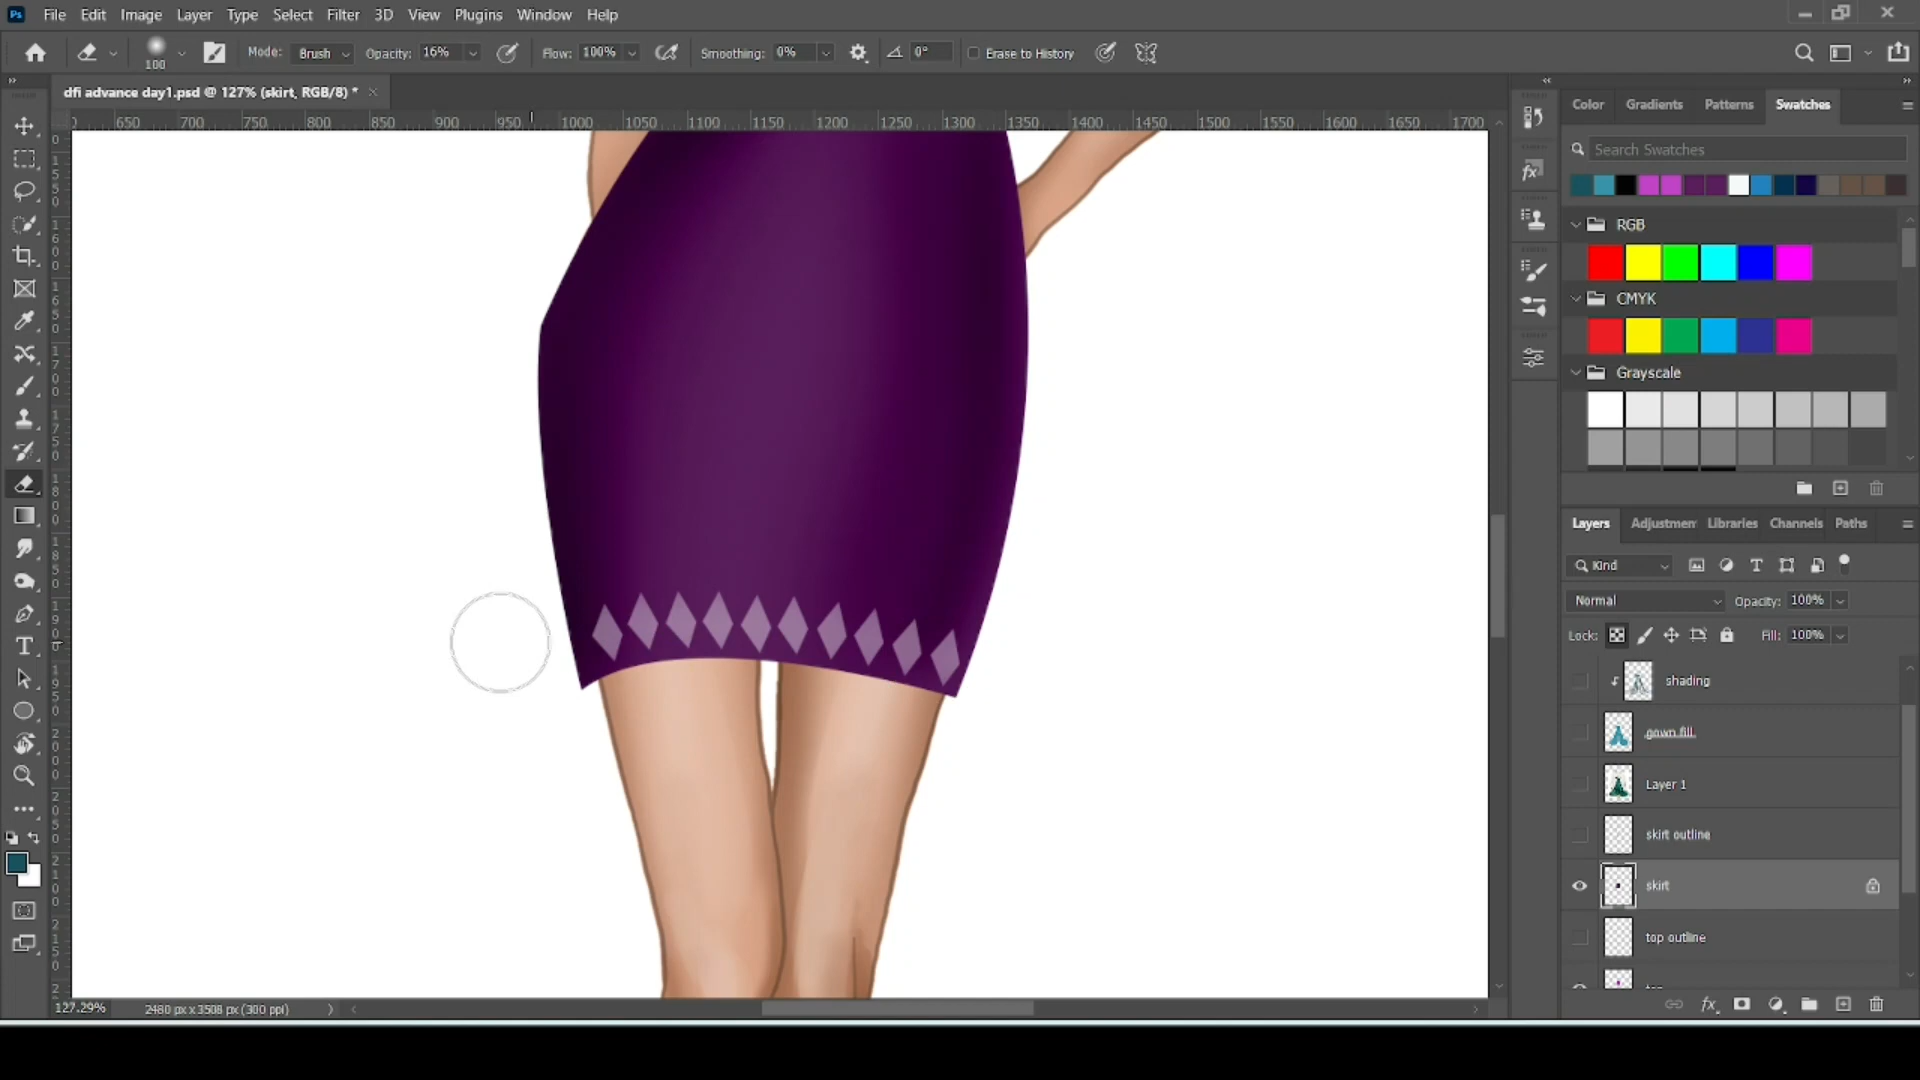 File Edit Image Layer Type Select Filter 3D View Plugins Window Help
100 Mode: Brush Opacity: 16% Flow: 100% Smoothing: 0% 0° Erase to History
dfi advance day1.psd @ 127% (skirt, RGB/8) *
650 700 750 800 850 900 950 1000 1050 1100 1150 1200 1250 1300 1350 1400 1450 1500 1550 1600 1650 1700
Color Gradients Patterns Swatches
Search Swatches
RGB
CMYK
Grayscale
Layers Adjustmen Libraries Channels Paths
Kind
Normal Opacity: 100%
Lock: Fill: 100%
shading
gown fill
Layer 1
skirt outline
skirt
top outline
127.29% 2480 px x 3508 px (300 ppi)